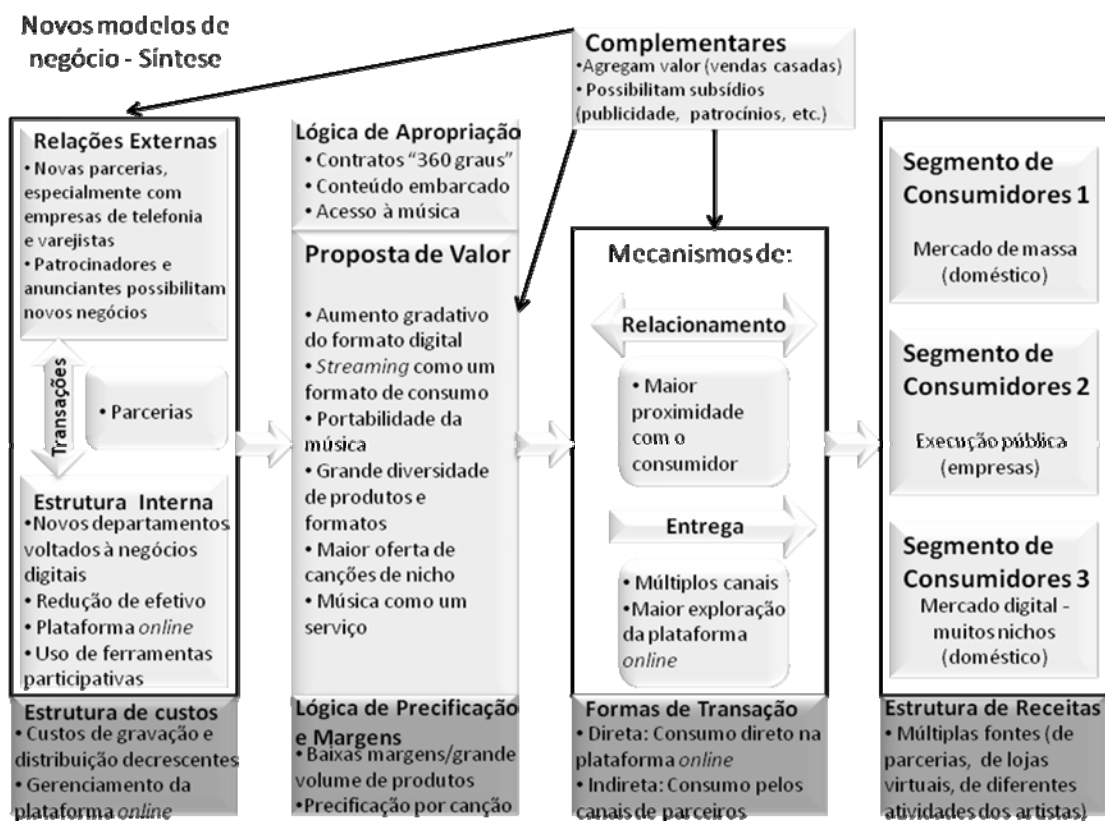 Novos modelos de
negócio - Síntese
Complementares
•Agregam valor (vendas casadas)
• Possibilitam subsídios
(publicidade, patrocínios, etc.)
Relações Externas
• Novas parcerias,
especialmente com
empresas de telefonia
e varejistas
• Patrocinadores e
anunciantes possibilitam
novos negócios
Transações
• Parcerias
Estrutura Interna
•Novos departamentos
voltados à negócios
digitais
• Redução de efetivo
• Plataforma online
• Uso de ferramentas
participativas
Estrutura de custos
• Custos de gravação e
distribuição decrescentes
• Gerenciamento da
plataforma online
Lógica de Apropriação
• Contratos “360 graus”
• Conteúdo embarcado
• Acesso à música
Proposta de Valor
• Aumento gradativo
do formato digital
•Streaming como um
formato de consumo
• Portabilidade da
música
• Grande diversidade
de produtos e
formatos
• Maior oferta de
canções de nicho
• Música como um
serviço
Lógica de Precificação
e Margens
• Baixas margens/grande
volume de produtos
•Precificação por canção
Mecanismos de:
Relacionamento
• Maior
proximidade
com o
consumidor
Entrega
• Múltiplos canais
• Maior exploração
da plataforma
online
Formas de Transação
• Direta: Consumo direto na
plataforma online
• Indireta: Consumo pelos
canais de parceiros
Segmento de
Consumidores 1
Mercado de massa
(doméstico)
Segmento de
Consumidores 2
Execução pública
(empresas)
Segmento de
Consumidores 3
Mercado digital -
muitos nichos
(doméstico)
Estrutura de Receitas
• Múltiplas fontes (de
parcerias, de lojas
virtuais, de diferentes
atividades dos artistas)